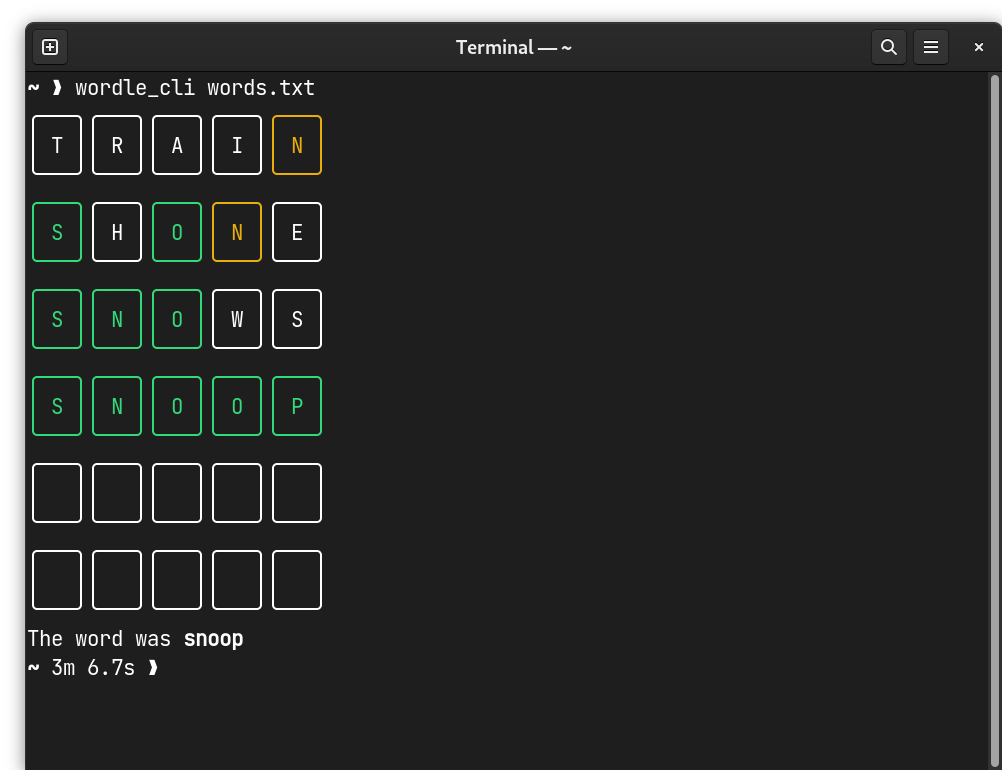 Terminal — ~
~ ❱ wordle_cli words.txt
T R A I N
S H O N E
S N O W S
S N O O P
The word was snoop
~ 3m 6.7s ❱